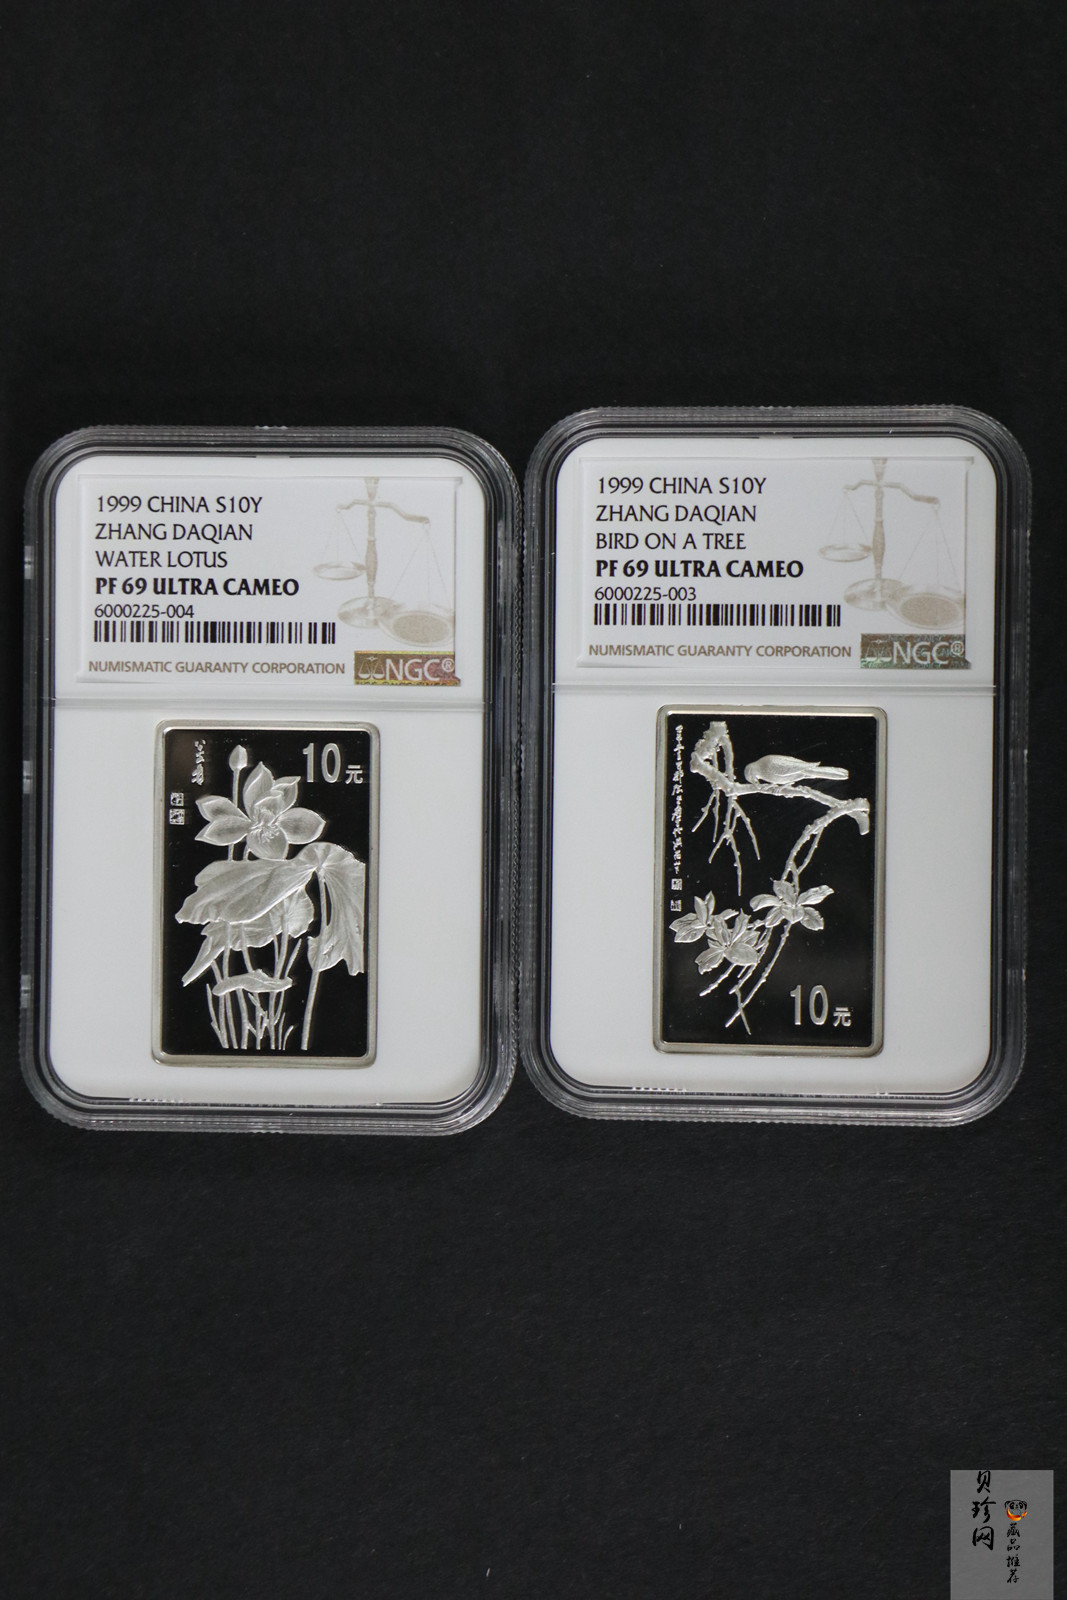 1999 CHINA S10Y
ZHANG DAQIAN
WATER LOTUS
PF 69 ULTRA CAMEO
6000225-004
NUMISMATIC GUARANTY CORPORATION
NGC®
10元
1999 CHINA S10Y
ZHANG DAQIAN
BIRD ON A TREE
PF 69 ULTRA CAMEO
6000225-003
NUMISMATIC GUARANTY CORPORATION
NGC®
10元
贝珍网
藏品推荐